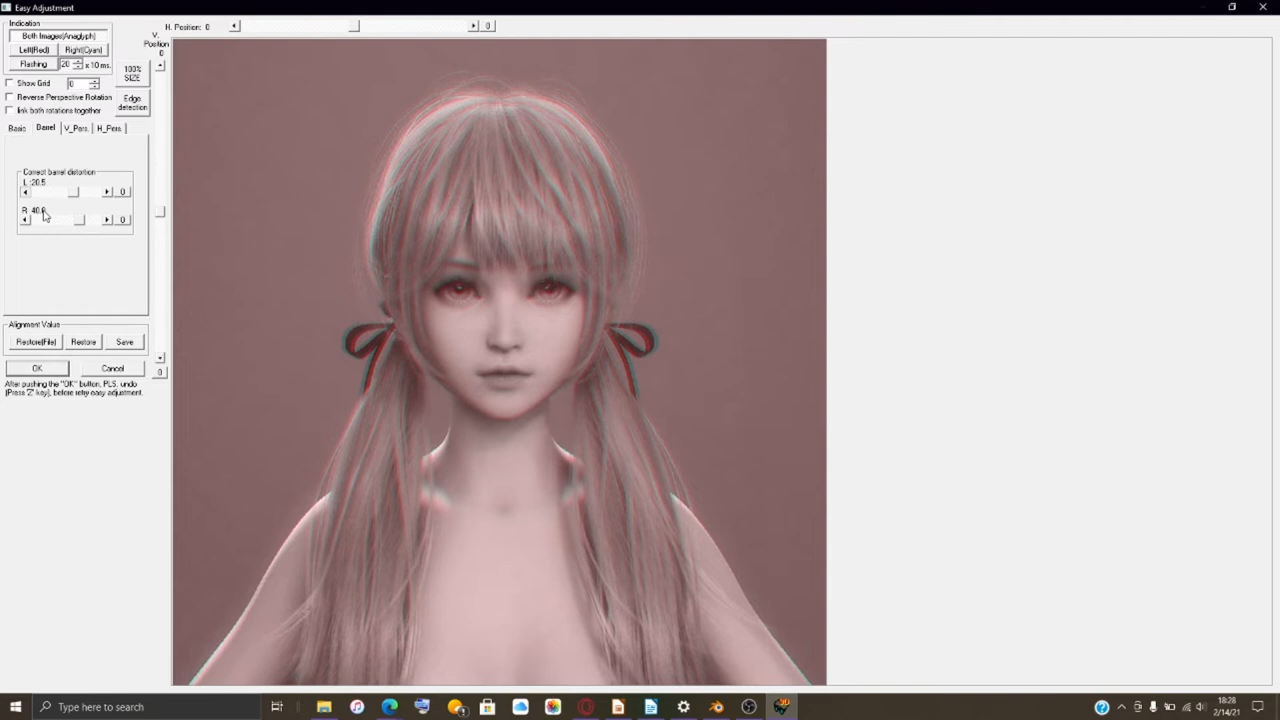 Easy Adjustment
Indication
Both Images(Anaglyph)
Left(Red) Right(Cyan)
Flashing 20 x 10 ms.
V.
Position
0
H. Position: 0
0
100%
SIZE
Show Grid 0
Reverse Perspective Rotation
link both rotations together
Edge
detection
Basic Barrel V_Pers. H_Pers.
Correct barrel distortion
L :20.5
0
R
0
Alignment Value
Restore(File) Restore Save
OK Cancel
0
After pushing the "OK" button, PLS. undo
(Press 'Z' key), before retry easy adjustment.
Type here to search
18:28
2/14/21